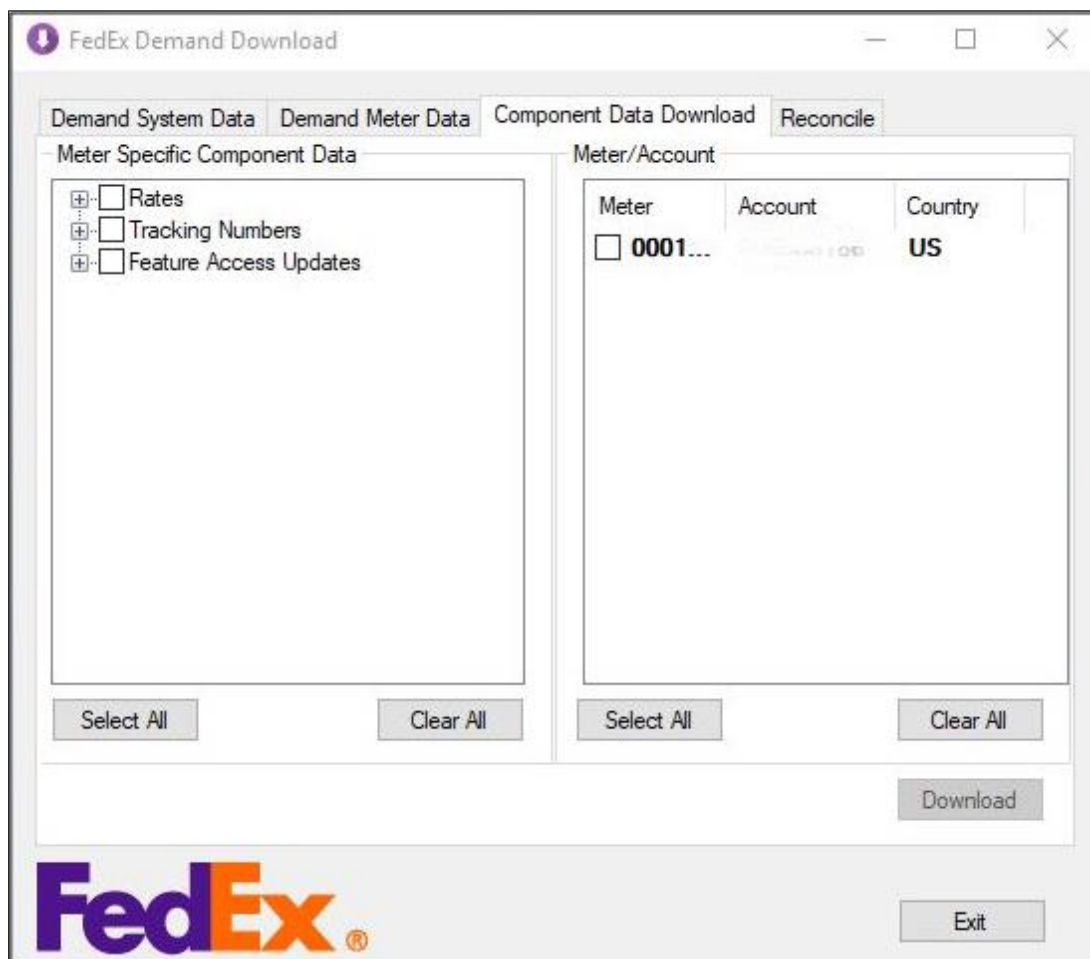 FedEx Demand Download
Demand System Data Demand Meter Data Component Data Download Reconcile
Meter Specific Component Data
Rates
Tracking Numbers
Feature Access Updates
Select All Clear All
Meter/Account
Meter Account Country
0001... US
Select All Clear All
Download
FedEx®
Exit